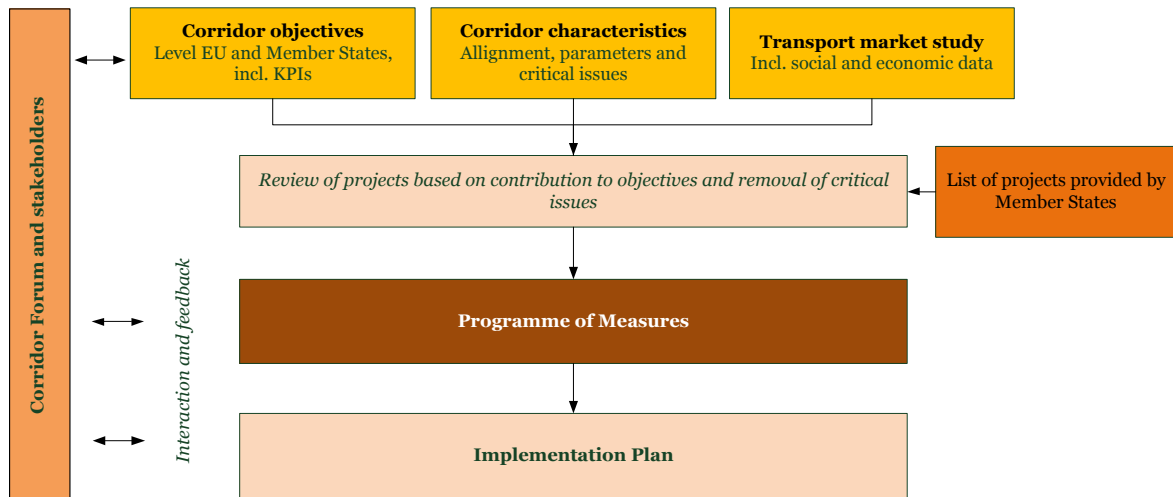 Corridor objectives
Level EU and Member States,
incl. KPIs
Corridor characteristics
Allignment, parameters and
critical issues
Transport market study
Incl. social and economic data
Corridor Forum and stakeholders
Review of projects based on contribution to objectives and removal of critical
issues
List of projects provided by
Member States
Interaction and feedback
Programme of Measures
Implementation Plan